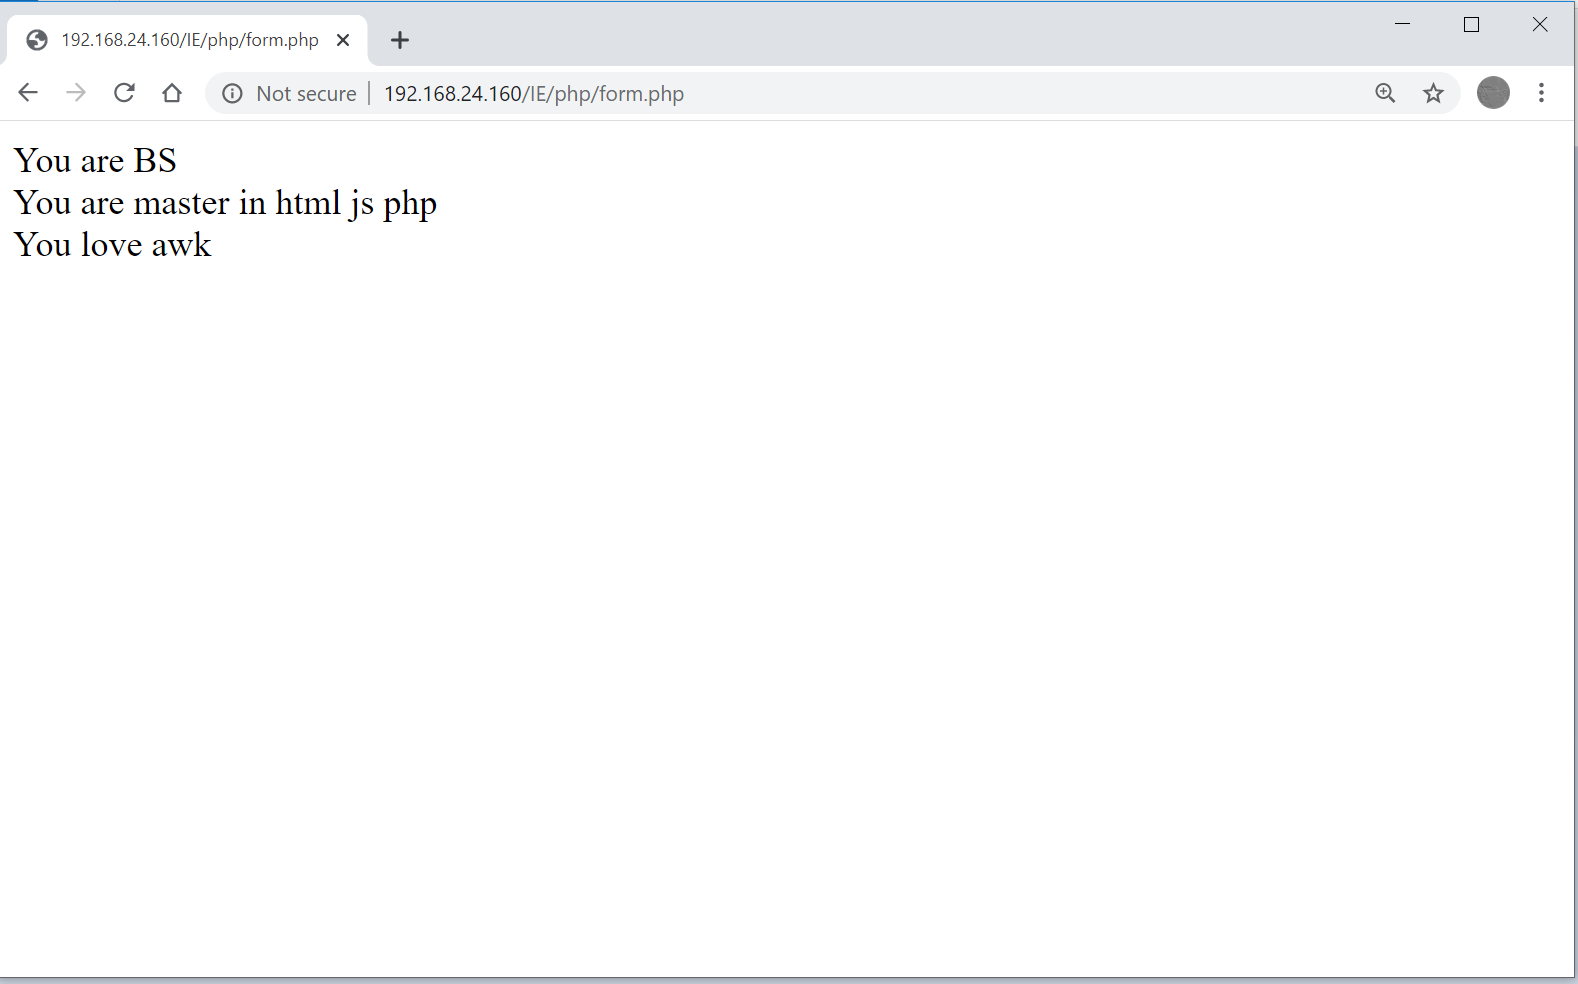 192.168.24.160/IE/php/form.php
Not secure | 192.168.24.160/IE/php/form.php
You are BS
You are master in html js php
You love awk